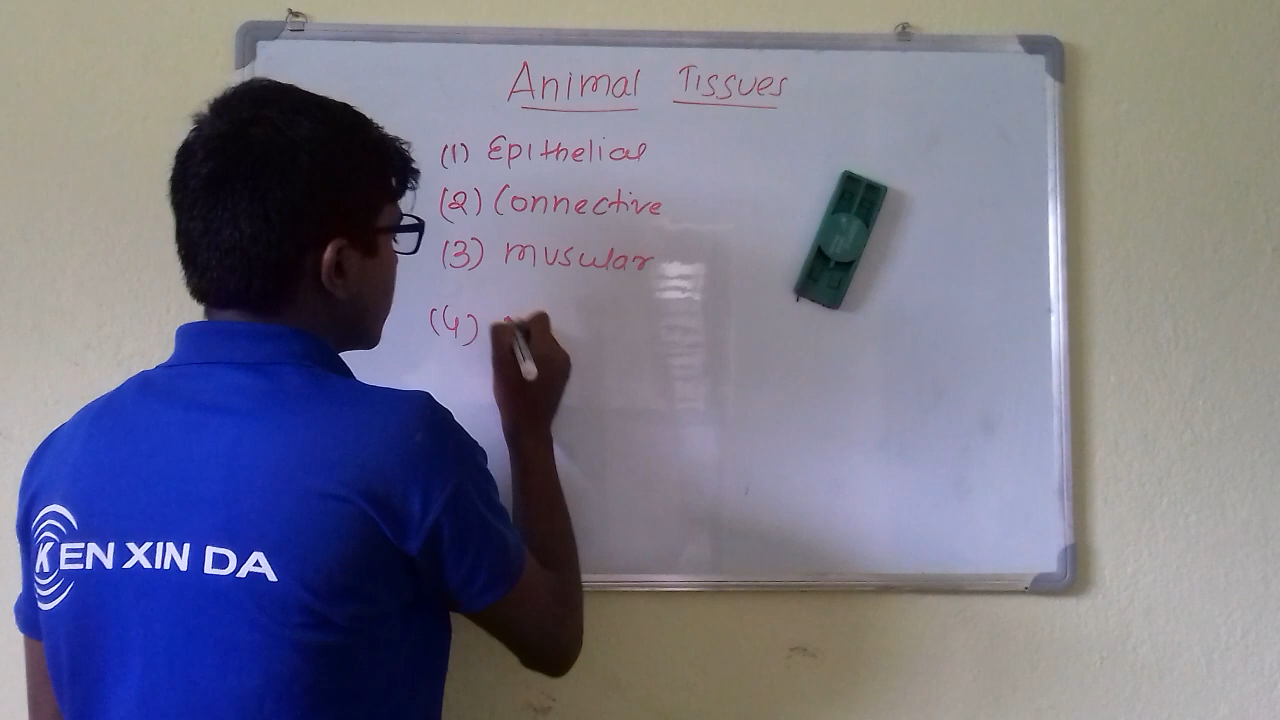 Animal Tissues
(1) Epithelial
(2) Connective
(3) muscular
(4)
KEN XIN DA